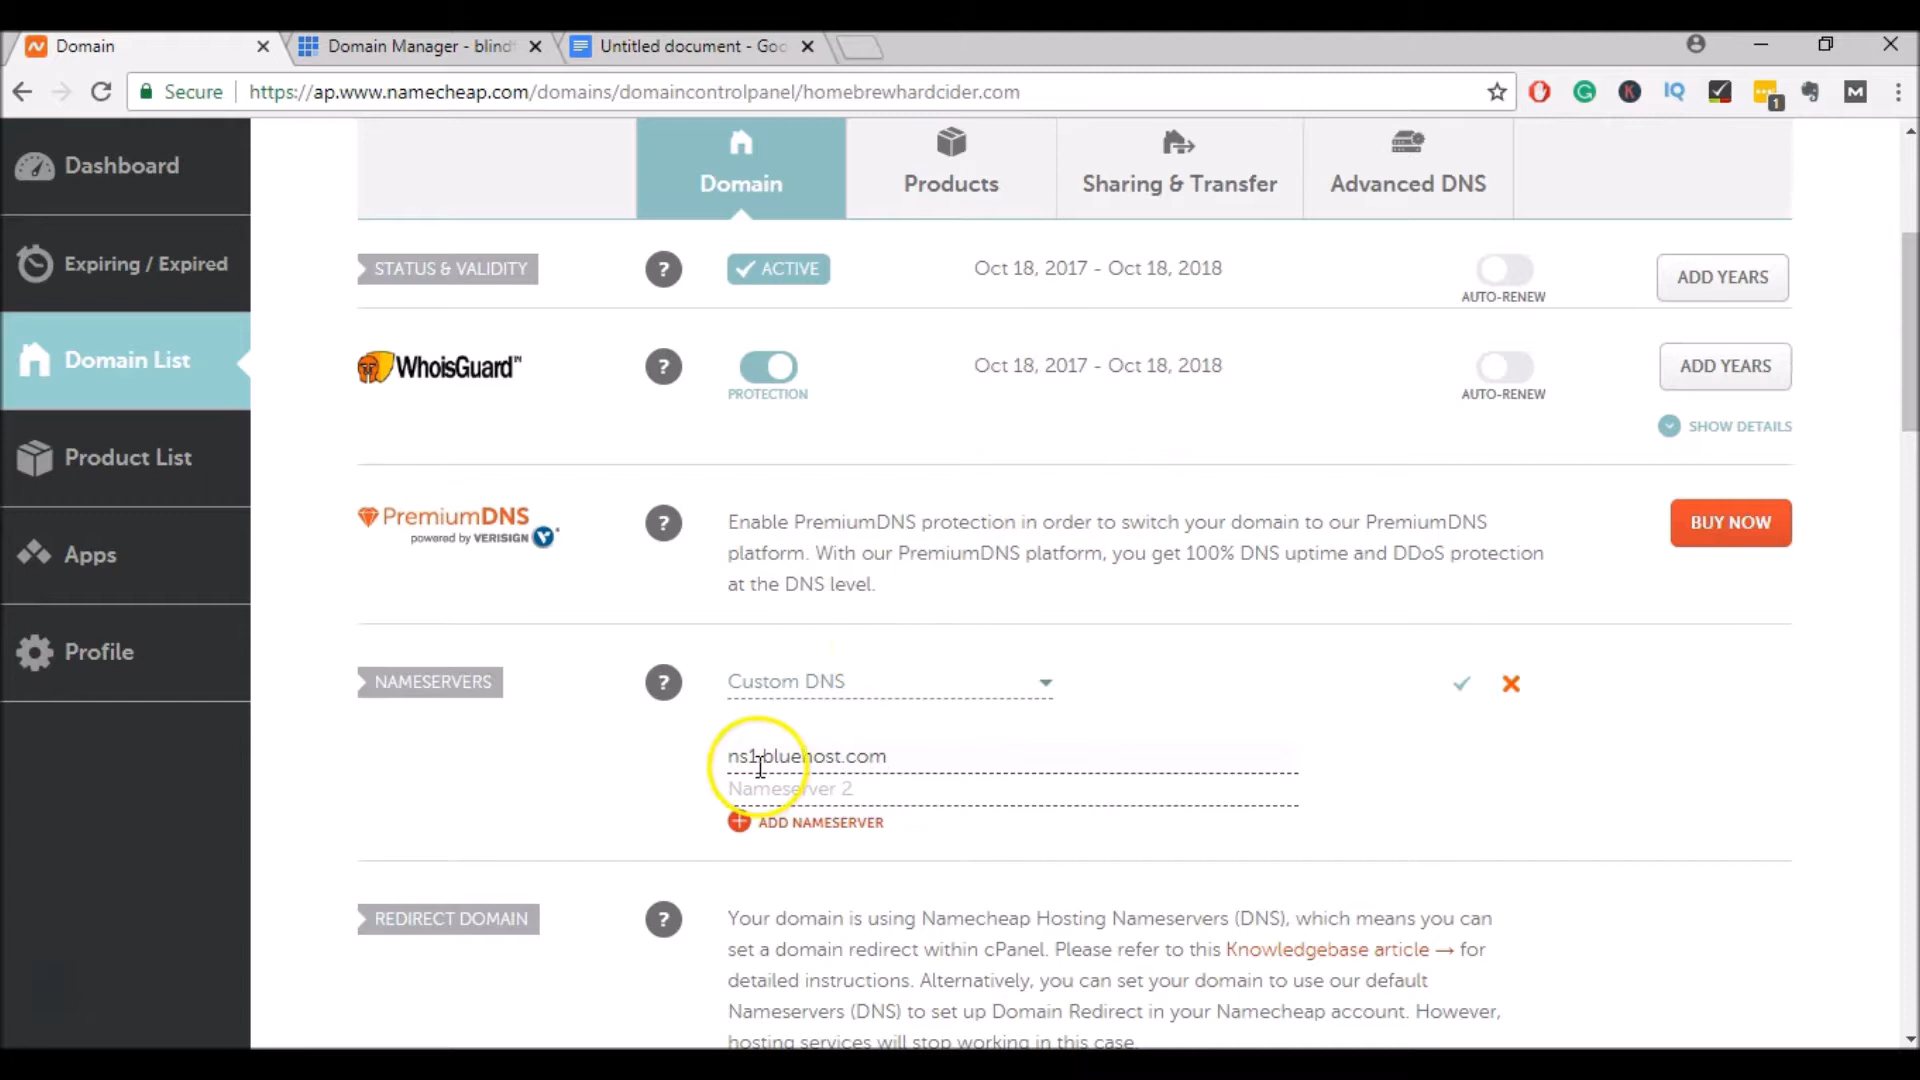 Domain
Domain Manager - blind
Untitled document - Goo
Secure
https://ap.www.namecheap.com/domains/domaincontrolpanel/homebrewhardcider.com
K
IQ
1
M
Dashboard
Expiring / Expired
Domain List
Product List
Apps
Profile
Domain
Products
Sharing & Transfer
Advanced DNS
STATUS & VALIDITY
?
ACTIVE
Oct 18, 2017 - Oct 18, 2018
AUTO-RENEW
ADD YEARS
WhoisGuard™
?
PROTECTION
Oct 18, 2017 - Oct 18, 2018
AUTO-RENEW
ADD YEARS
SHOW DETAILS
PremiumDNS
powered by VERISIGN
?
Enable PremiumDNS protection in order to switch your domain to our PremiumDNS
platform. With our PremiumDNS platform, you get 100% DNS uptime and DDoS protection
at the DNS level.
BUY NOW
NAMESERVERS
?
Custom DNS
ns1.bluehost.com
Nameserver 2
ADD NAMESERVER
REDIRECT DOMAIN
?
Your domain is using Namecheap Hosting Nameservers (DNS), which means you can
set a domain redirect within cPanel. Please refer to this Knowledgebase article → for
detailed instructions. Alternatively, you can set your domain to use our default
Nameservers (DNS) to set up Domain Redirect in your Namecheap account. However,
hosting services will stop working in this case.